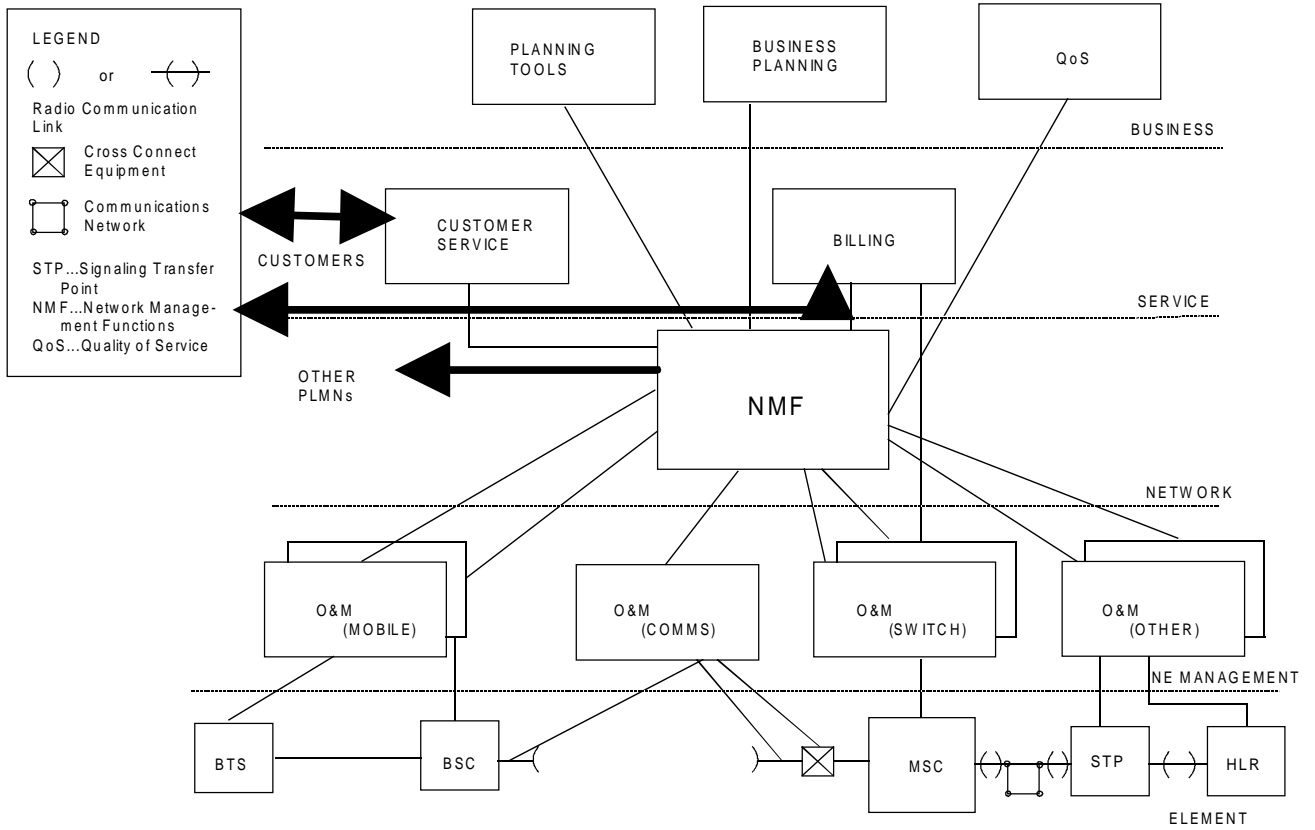 LEGEND
or
Radio Communication
Link
Cross Connect
Equipment
Communications
Network
STP...Signaling Transfer
Point
NMF...Network Manage-
ment Functions
QoS...Quality of Service
PLANNING
TOOLS
BUSINESS
PLANNING
QoS
BUSINESS
CUSTOMERS
CUSTOMER
SERVICE
BILLING
SERVICE
OTHER
PLMNs
NMF
NETWORK
O&M
(MOBILE)
O&M
(COMMS)
O&M
(SWITCH)
O&M
(OTHER)
NE MANAGEMENT
BTS
BSC
MSC
STP
HLR
ELEMENT